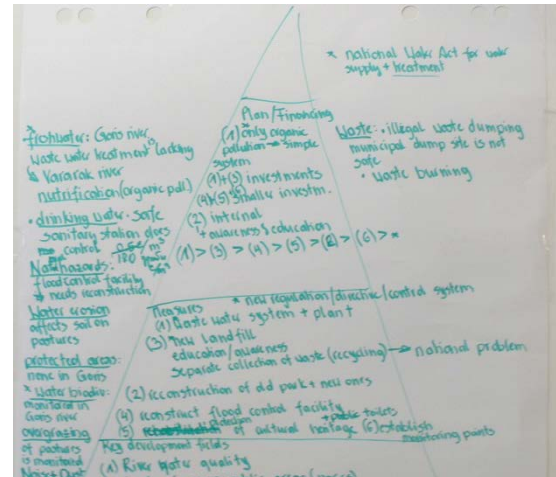 * national Water Act for water
supply + treatment
Plan/Financing
(1) only organic
pollution → simple
system
(1)+(3) investments
(4)+(5) smaller investm.
(2) internal
+ awareness & education
(1) > (3) > (4) > (5) > (2) > (6) > *
* freshwater: Goris river
waste water treatment is lacking
↳ Vararak river
nutrification (organic poll.)
• drinking water: safe
sanitary station does
control
180
Nat. hazards:
flood control facility
needs reconstruction
Water erosion
affects soil on
pastures
protected areas:
none in Goris
* Water biodiv.
monitored in
Goris river
overgrazing
of pastures
is monitored
Noise + Dust
Waste: • illegal waste dumping
municipal dump site is not
safe
• waste burning
Measures * new regulation/directive/control system
(1) Waste water system + plant
(3) new landfill
education/awareness
separate collection of waste (recycling) → national problem
(2) reconstruction of old park + new ones
(4) reconstruct flood control facility
+ public toilets
(5) of cultural heritage (6) establish
monitoring points
Key development fields
(1) River water quality